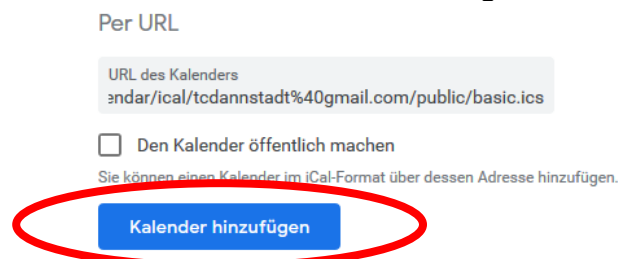 Per URL
URL des Kalenders
endar/ical/tcdannstadt%40gmail.com/public/basic.ics
Den Kalender öffentlich machen
Sie können einen Kalender im iCal-Format über dessen Adresse hinzufügen.
Kalender hinzufügen